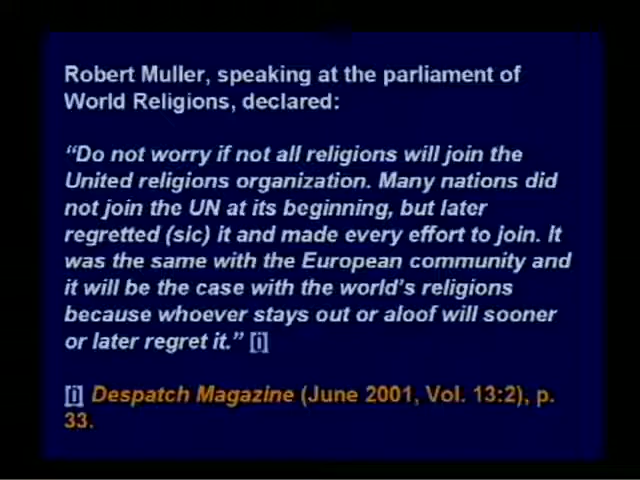 Robert Muller, speaking at the parliament of
World Religions, declared:
“Do not worry if not all religions will join the
United religions organization. Many nations did
not join the UN at its beginning, but later
regretted (sic) it and made every effort to join. It
was the same with the European community and
it will be the case with the world's religions
because whoever stays out or aloof will sooner
or later regret it.” [i]
[i] Despatch Magazine (June 2001, Vol. 13:2), p.
33.